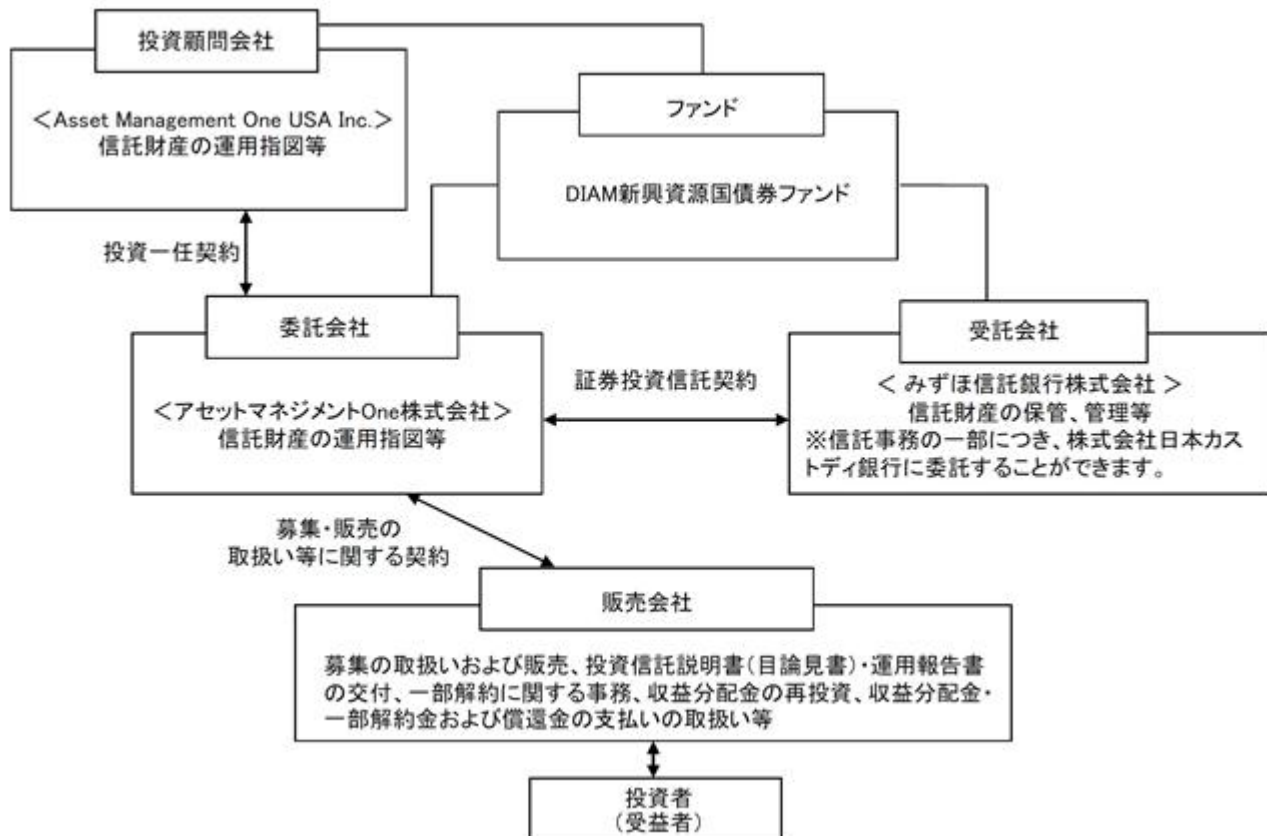 投資顧問会社
＜Asset Management One USA Inc.＞
信託財産の運用指図等
ファンド
DIAM新興資源国債券ファンド
投資一任契約
委託会社
＜アセットマネジメントOne株式会社＞
信託財産の運用指図等
証券投資信託契約
受託会社
＜ みずほ信託銀行株式会社 ＞
信託財産の保管、管理等
※信託事務の一部につき、株式会社日本カス
トディ銀行に委託することができます。
募集・販売の
取扱い等に関する契約
販売会社
募集の取扱いおよび販売、投資信託説明書（目論見書）・運用報告書
の交付、一部解約に関する事務、収益分配金の再投資、収益分配金・
一部解約金および償還金の支払いの取扱い等
投資者
（受益者）